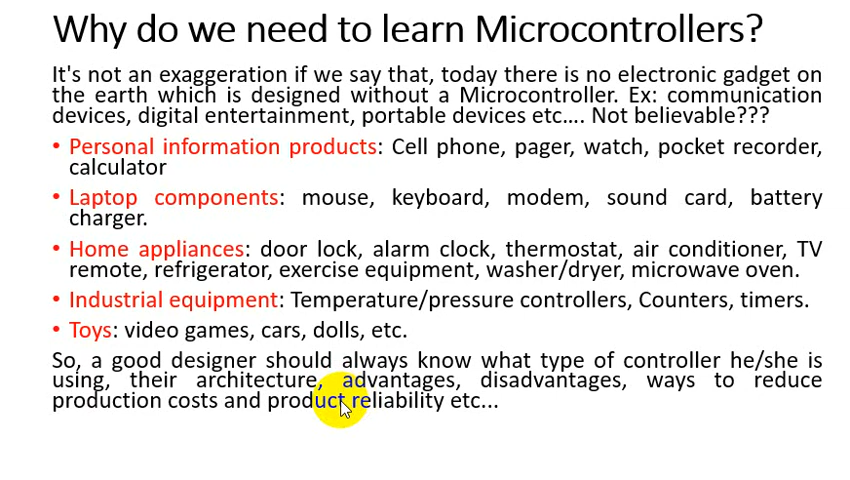 Why do we need to learn Microcontrollers?
It's not an exaggeration if we say that, today there is no electronic gadget on
the earth which is designed without a Microcontroller. Ex: communication
devices, digital entertainment, portable devices etc…. Not believable???
• Personal information products: Cell phone, pager, watch, pocket recorder,
calculator
• Laptop components: mouse, keyboard, modem, sound card, battery
charger.
• Home appliances: door lock, alarm clock, thermostat, air conditioner, TV
remote, refrigerator, exercise equipment, washer/dryer, microwave oven.
• Industrial equipment: Temperature/pressure controllers, Counters, timers.
• Toys: video games, cars, dolls, etc.
So, a good designer should always know what type of controller he/she is
using, their architecture, advantages, disadvantages, ways to reduce
production costs and product reliability etc...